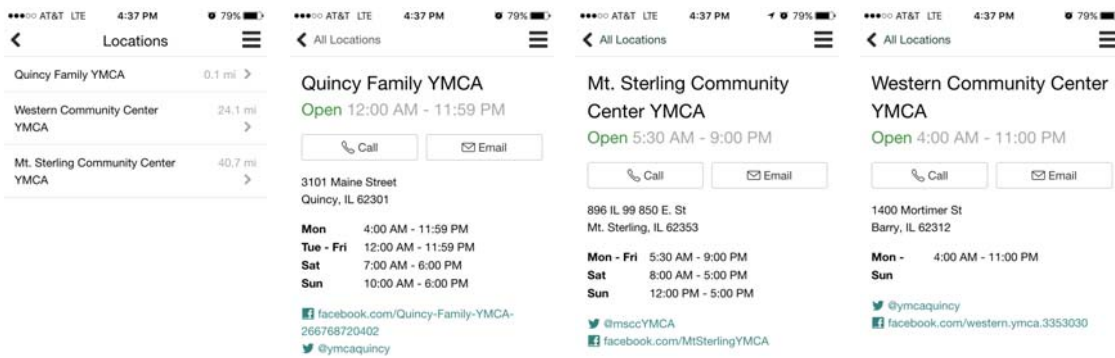 AT&T LTE 4:37 PM 79%
Locations
Quincy Family YMCA 0.1 mi
Western Community Center 24.1 mi
YMCA
Mt. Sterling Community Center 40.7 mi
YMCA
AT&T LTE 4:37 PM 79%
All Locations
Quincy Family YMCA
Open 12:00 AM - 11:59 PM
Call Email
3101 Maine Street
Quincy, IL 62301
Mon 4:00 AM - 11:59 PM
Tue - Fri 12:00 AM - 11:59 PM
Sat 7:00 AM - 6:00 PM
Sun 10:00 AM - 6:00 PM
facebook.com/Quincy-Family-YMCA-
266768720402
@ymcaquincy
AT&T LTE 4:37 PM 79%
All Locations
Mt. Sterling Community
Center YMCA
Open 5:30 AM - 9:00 PM
Call Email
896 IL 99 850 E. St
Mt. Sterling, IL 62353
Mon - Fri 5:30 AM - 9:00 PM
Sat 8:00 AM - 5:00 PM
Sun 12:00 PM - 5:00 PM
@msccYMCA
facebook.com/MtSterlingYMCA
AT&T LTE 4:37 PM 79%
All Locations
Western Community Center
YMCA
Open 4:00 AM - 11:00 PM
Call Email
1400 Mortimer St
Barry, IL 62312
Mon - 4:00 AM - 11:00 PM
Sun
@ymcaquincy
facebook.com/western.ymca.3353030